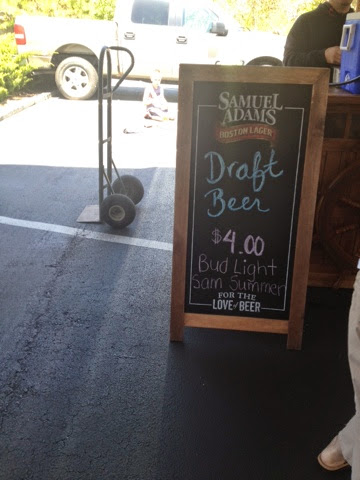 SAMUEL
ADAMS
BOSTON LAGER
Draft
Beer
$4.00
Bud Light
Sam Summer
FOR THE
LOVE of BEER